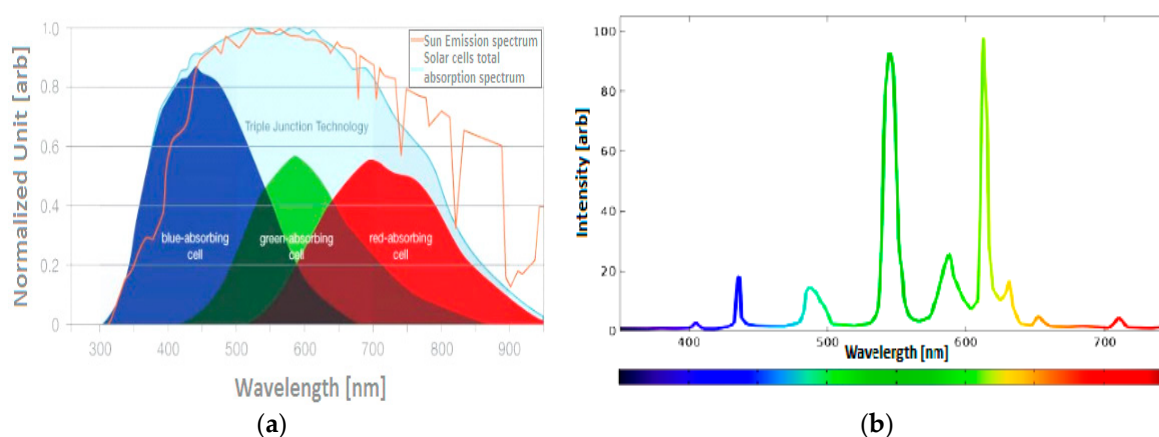 Normalized Unit [arb]
1.0
0.8
0.6
0.4
0.2
0
Sun Emission spectrum
Solar cells total
absorption spectrum
Triple Junction Technology
blue-absorbing
cell
green-absorbing
cell
red-absorbing
cell
300 400 500 600 700 800 900
Wavelength [nm]
(a)
Intensity [arb]
100
80
60
40
20
0
400 500 600 700
Wavelergth [nm]
(b)